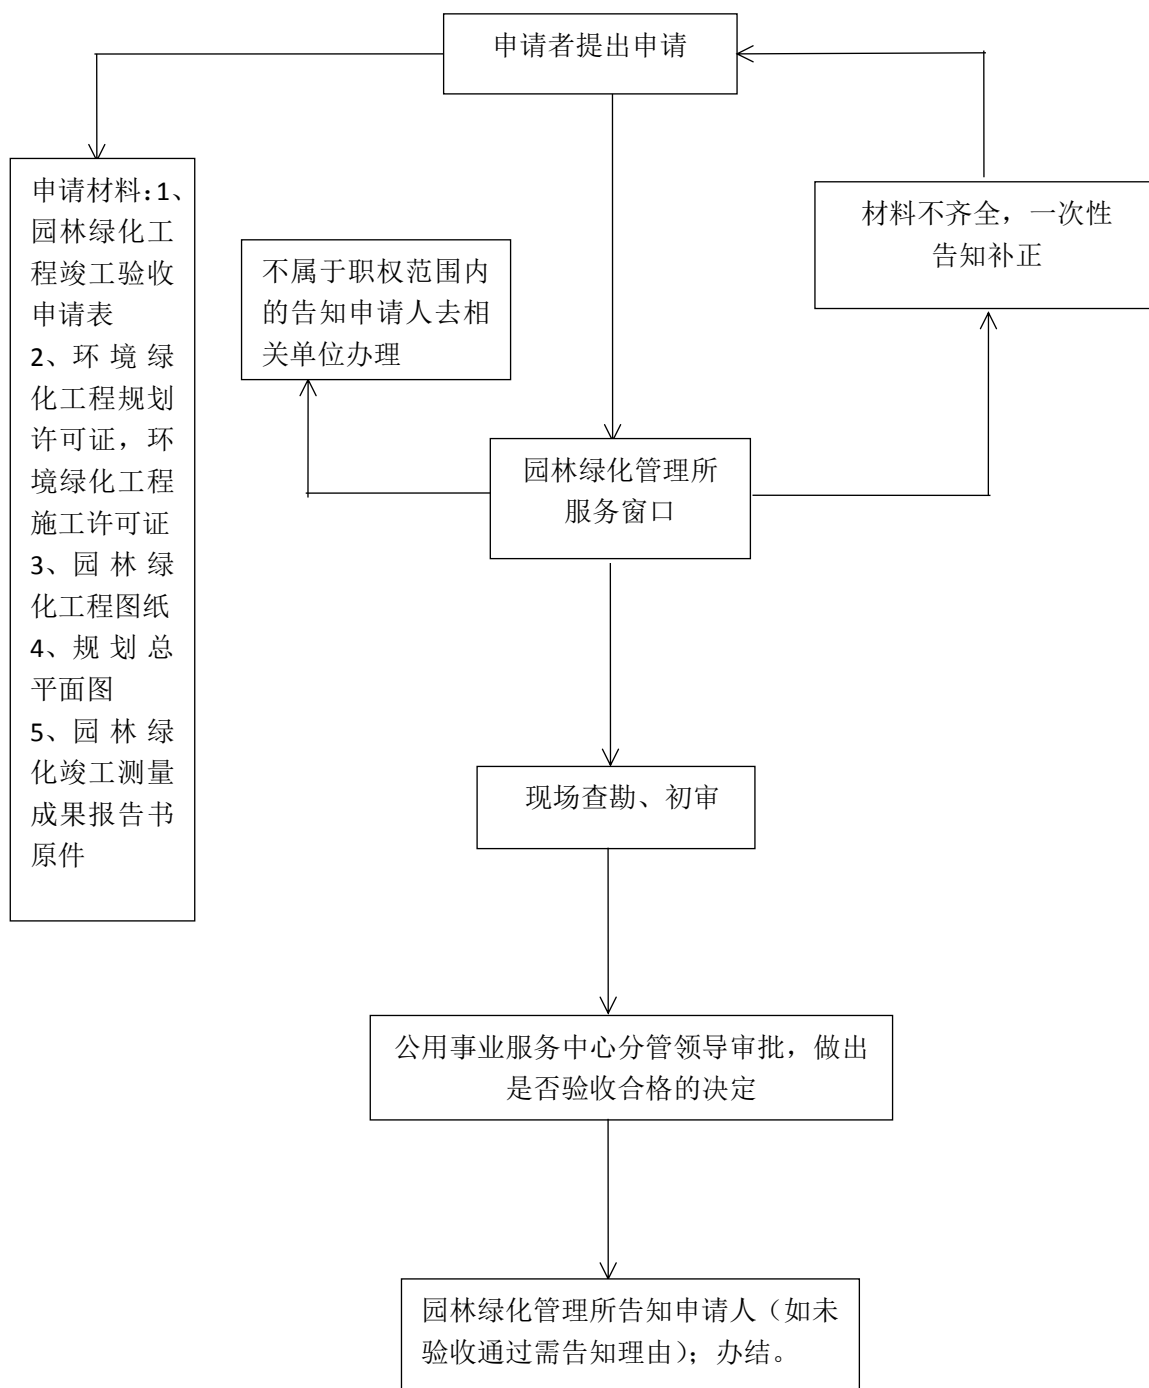 申请者提出申请
申请材料:1、
园林绿化工
程竣工验收
申请表
2、环境绿
化工程规划
许可证，环
境绿化工程
施工许可证
3、园林绿
化工程图纸
4、规划总
平面图
5、园林绿
化竣工测量
成果报告书
原件
不属于职权范围内
的告知申请人去相
关单位办理
材料不齐全，一次性
告知补正
园林绿化管理所
服务窗口
现场查勘、初审
公用事业服务中心分管领导审批，做出
是否验收合格的决定
园林绿化管理所告知申请人（如未
验收通过需告知理由）；办结。